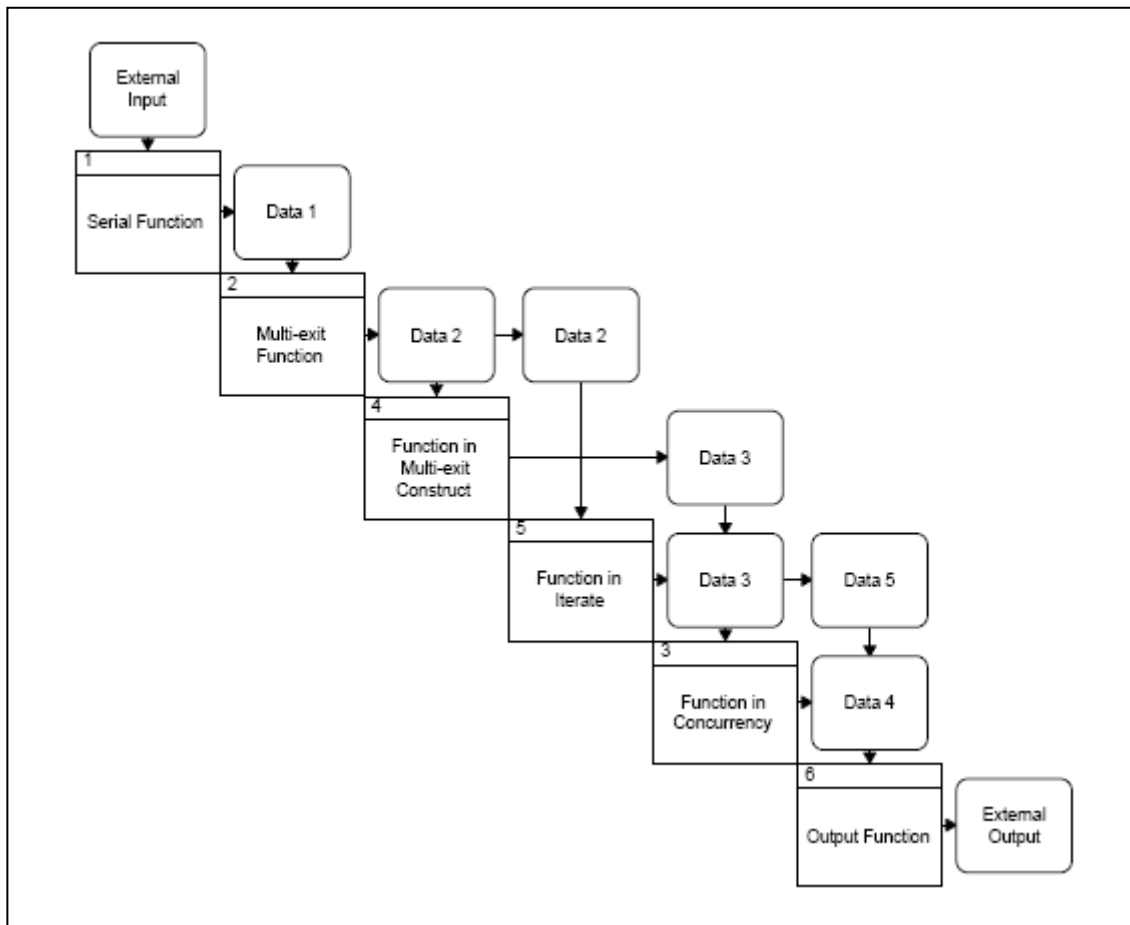 External
Input
1
Serial Function
Data 1
2
Multi-exit
Function
Data 2
Data 2
4
Function in
Multi-exit
Construct
Data 3
5
Function in
Iterate
Data 3
Data 5
3
Function in
Concurrency
Data 4
6
Output Function
External
Output